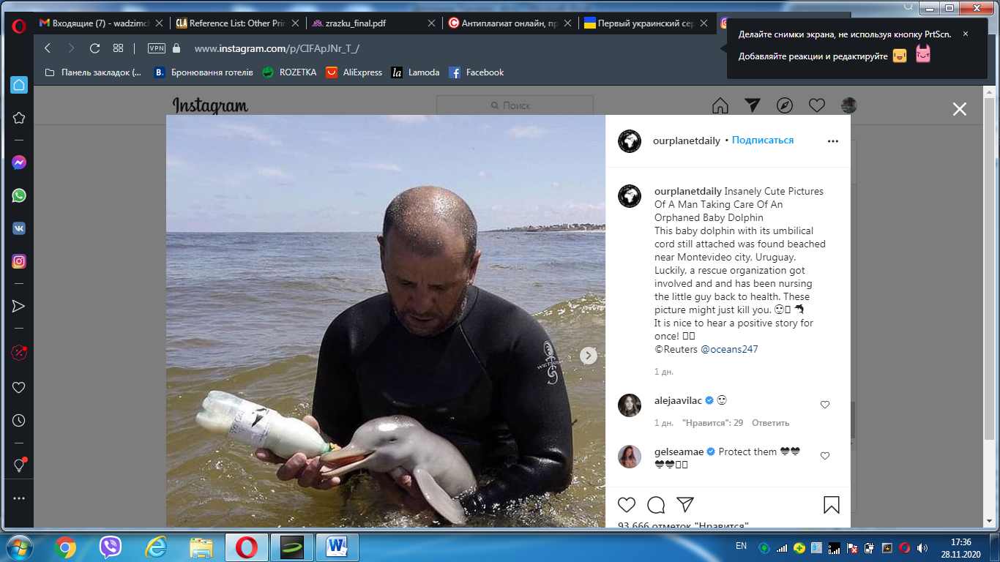 Входящие (7) - wadzimcl
Reference List: Other Prin
zrazku_final.pdf
Антиплагиат онлайн, пр
Первый украинский сер
Делайте снимки экрана, не используя кнопку PrtScn.
Добавляйте реакции и редактируйте
VPN
www.instagram.com/p/CIFApJNr_T_/
Панель закладок (...
Бронювання готелів
ROZETKA
AliExpress
Lamoda
Facebook
Instagram
Поиск
ourplanetdaily • Подписаться
ourplanetdaily Insanely Cute Pictures
Of A Man Taking Care Of An
Orphaned Baby Dolphin
This baby dolphin with its umbilical
cord still attached was found beached
near Montevideo city, Uruguay.
Luckily, a rescue organization got
involved and and has been nursing
the little guy back to health. These
picture might just kill you.
It is nice to hear a positive story for
once!
©Reuters @oceans247
1 дн.
alejaavilac
1 дн. "Нравится": 29 Ответить
gelseamae Protect them
93 666 отметок "Нравится"
EN
17:36
28.11.2020